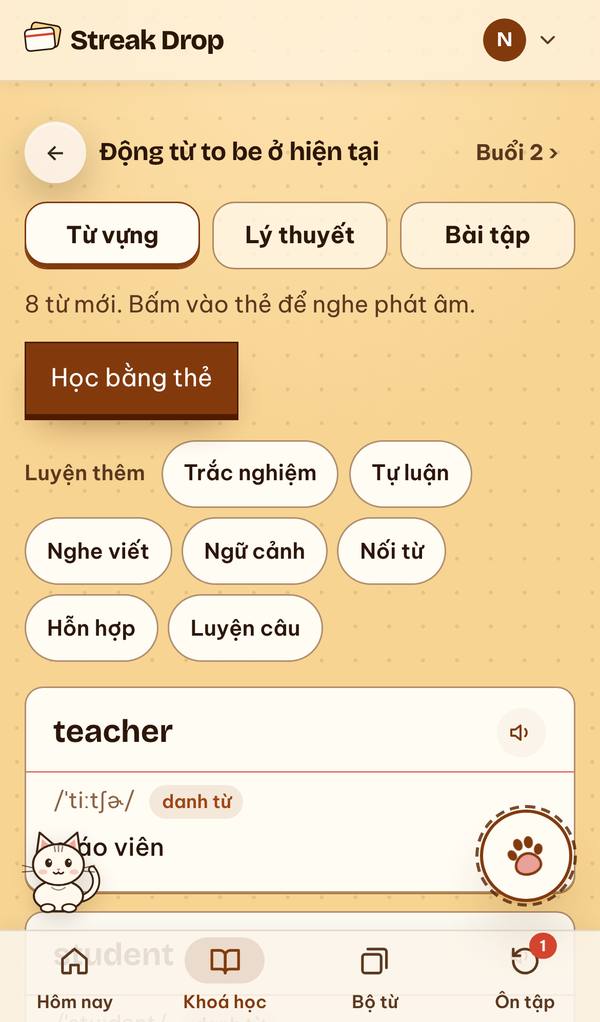 Streak Drop
N
Động từ to be ở hiện tại
Buổi 2 ›
Từ vựng
Lý thuyết
Bài tập
8 từ mới. Bấm vào thẻ để nghe phát âm.
Học bằng thẻ
Luyện thêm
Trắc nghiệm
Tự luận
Nghe viết
Ngữ cảnh
Nối từ
Hỗn hợp
Luyện câu
teacher
/ˈtiːtʃɚ/
danh từ
viên
student
1
Hôm nay
Khoá học
Bộ từ
Ôn tập